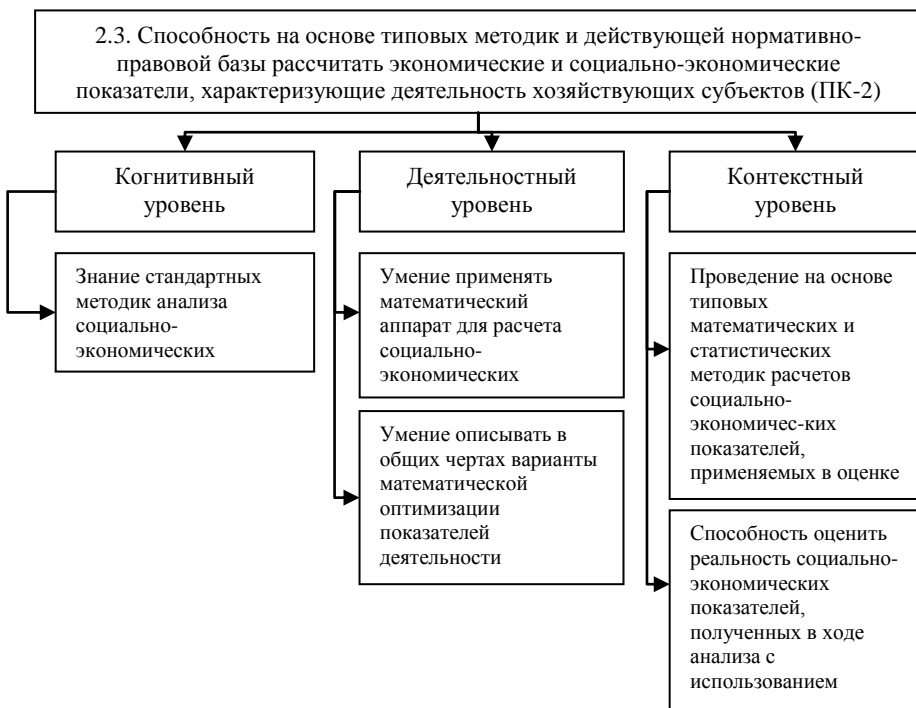 2.3. Способность на основе типовых методик и действующей нормативно-
правовой базы рассчитать экономические и социально-экономические
показатели, характеризующие деятельность хозяйствующих субъектов (ПК-2)
Когнитивный
уровень
Знание стандартных
методик анализа
социально-
экономических
Деятельностный
уровень
Умение применять
математический
аппарат для расчета
социально-
экономических
Умение описывать в
общих чертах варианты
математической
оптимизации
показателей
деятельности
Контекстный
уровень
Проведение на основе
типовых
математических и
статистических
методик расчетов
социально-
экономичес-ких
показателей,
применяемых в оценке
Способность оценить
реальность социально-
экономических
показателей,
полученных в ходе
анализа с
использованием